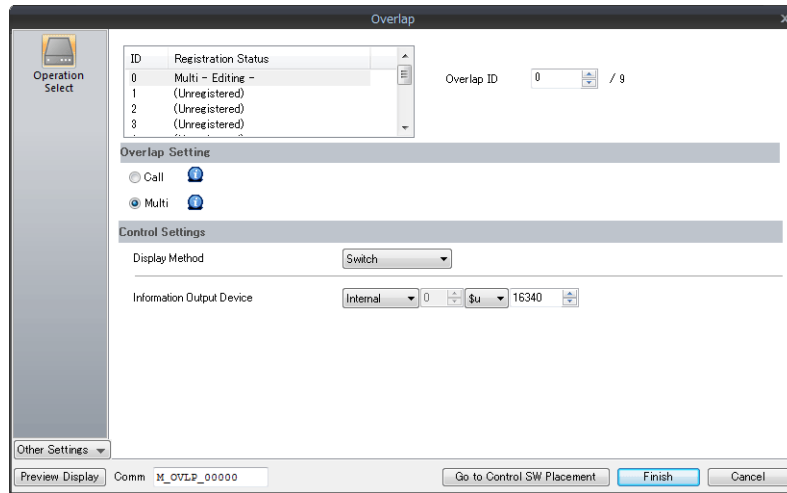 Overlap
Operation
Select
ID Registration Status
0 Multi - Editing -
1 (Unregistered)
2 (Unregistered)
3 (Unregistered)
Overlap ID 0 / 9
Overlap Setting
Call
Multi
Control Settings
Display Method Switch
Information Output Device Internal 0 $u 16340
Other Settings
Preview Display Comm M_OVLP_00000 Go to Control SW Placement Finish Cancel